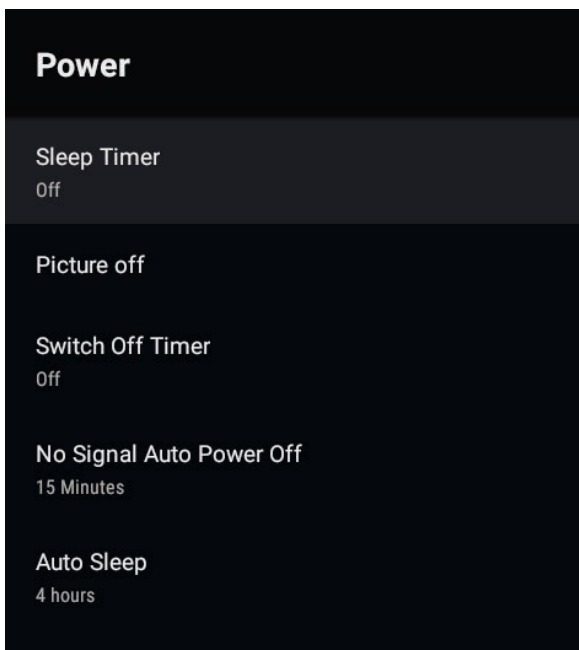 Power
Sleep Timer
Off
Picture off
Switch Off Timer
Off
No Signal Auto Power Off
15 Minutes
Auto Sleep
4 hours